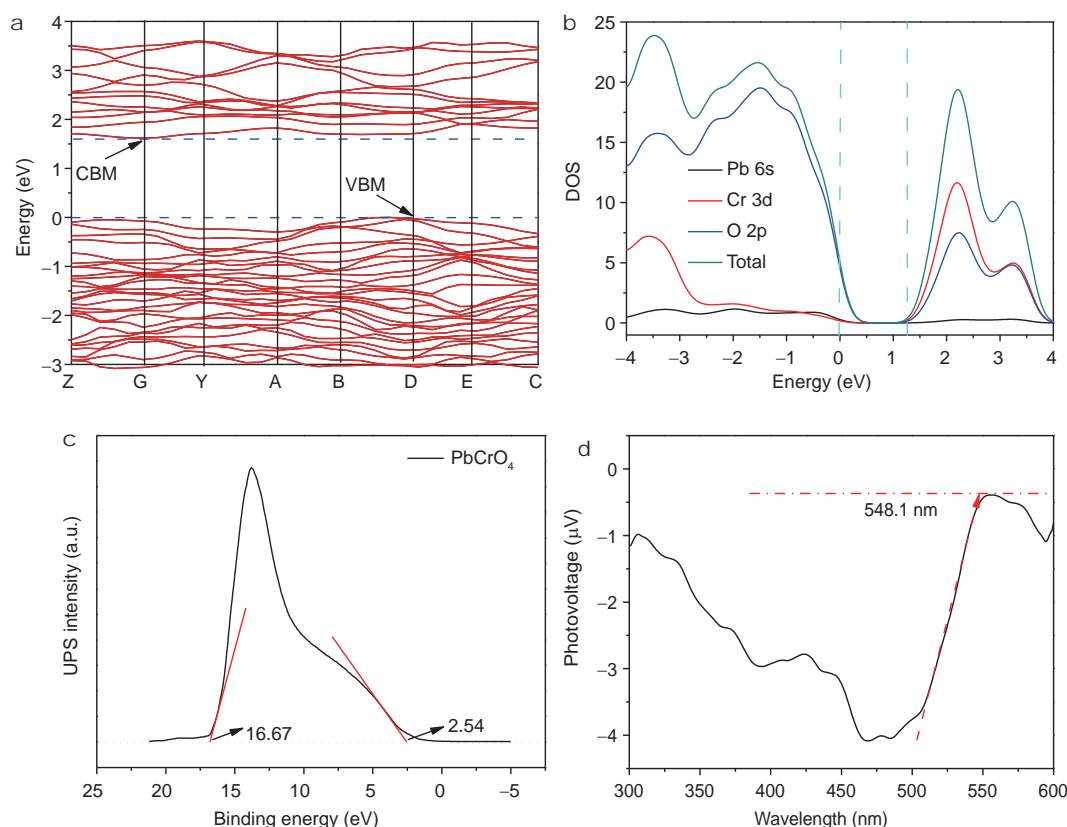 a
4
3
2
1
0
−1
−2
−3
Energy (eV)
CBM
VBM
Z G Y A B D E C
b
25
20
15
10
5
0
DOS
Pb 6s
Cr 3d
O 2p
Total
−4 −3 −2 −1 0 1 2 3 4
Energy (eV)
c
UPS intensity (a.u.)
PbCrO₄
16.67
2.54
25 20 15 10 5 0 −5
Binding energy (eV)
d
0
−1
−2
−3
−4
Photovoltage (μV)
548.1 nm
300 350 400 450 500 550 600
Wavelength (nm)